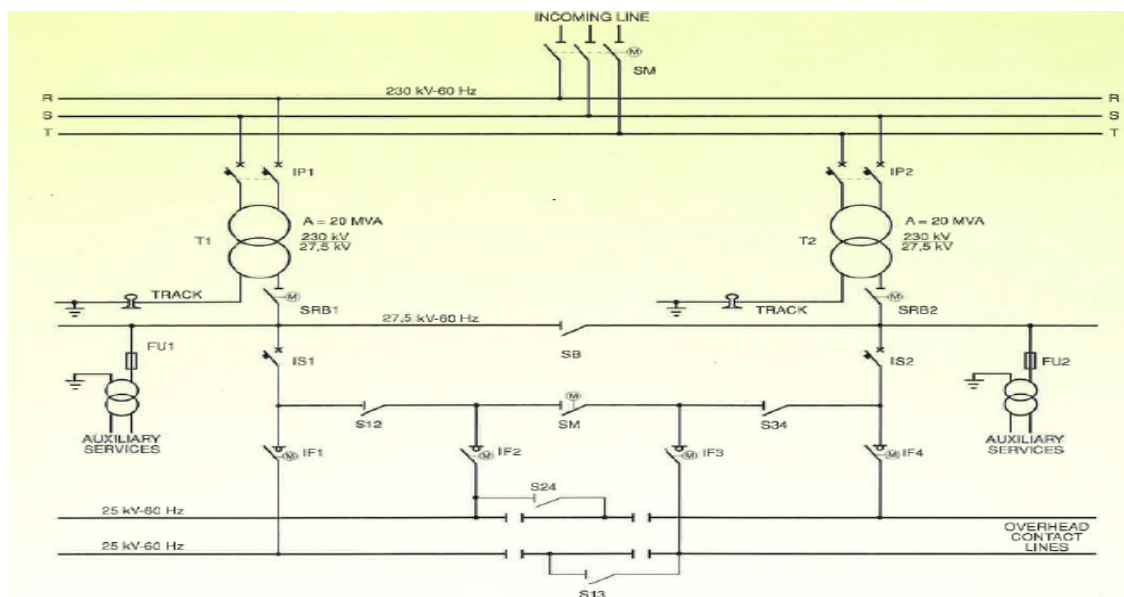 INCOMING LINE
M
SM
R 230 kV-60 Hz R
S S
T T
IP1 IP2
A = 20 MVA A = 20 MVA
T1 230 kV T2 230 kV
27,5 kV 27,5 kV
TRACK M TRACK M
SRB1 SRB2
27,5 kV-60 Hz
SB
FU1 IS1 IS2 FU2
M
S12 SM S34
AUXILIARY AUXILIARY
SERVICES SERVICES
M IF1 M IF2 M IF3 M IF4
S24
25 kV-60 Hz
OVERHEAD
CONTACT
LINES
25 kV-60 Hz
S13